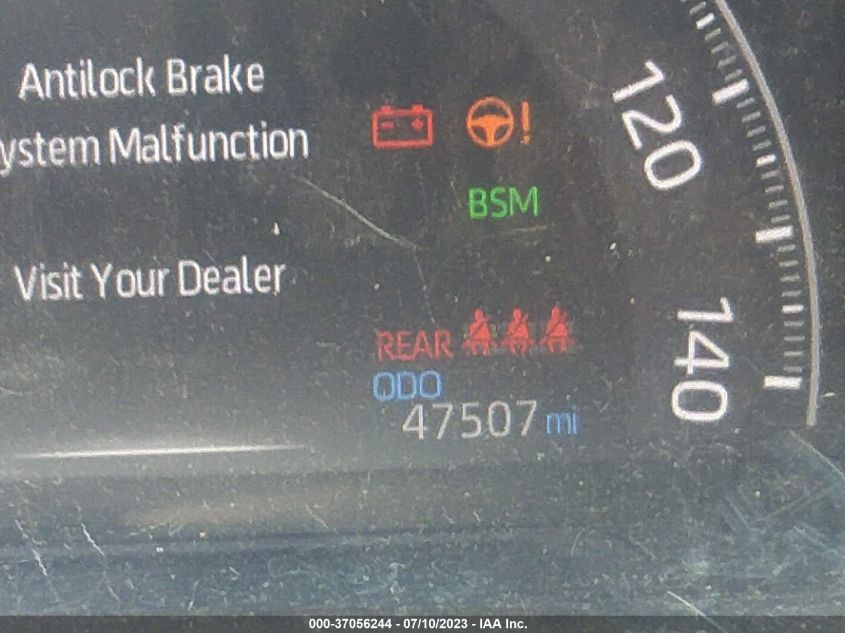 Antilock Brake
ystem Malfunction
Visit Your Dealer
!
BSM
REAR
ODO
47507 mi
120
140
000-37056244 - 07/10/2023 - IAA Inc.